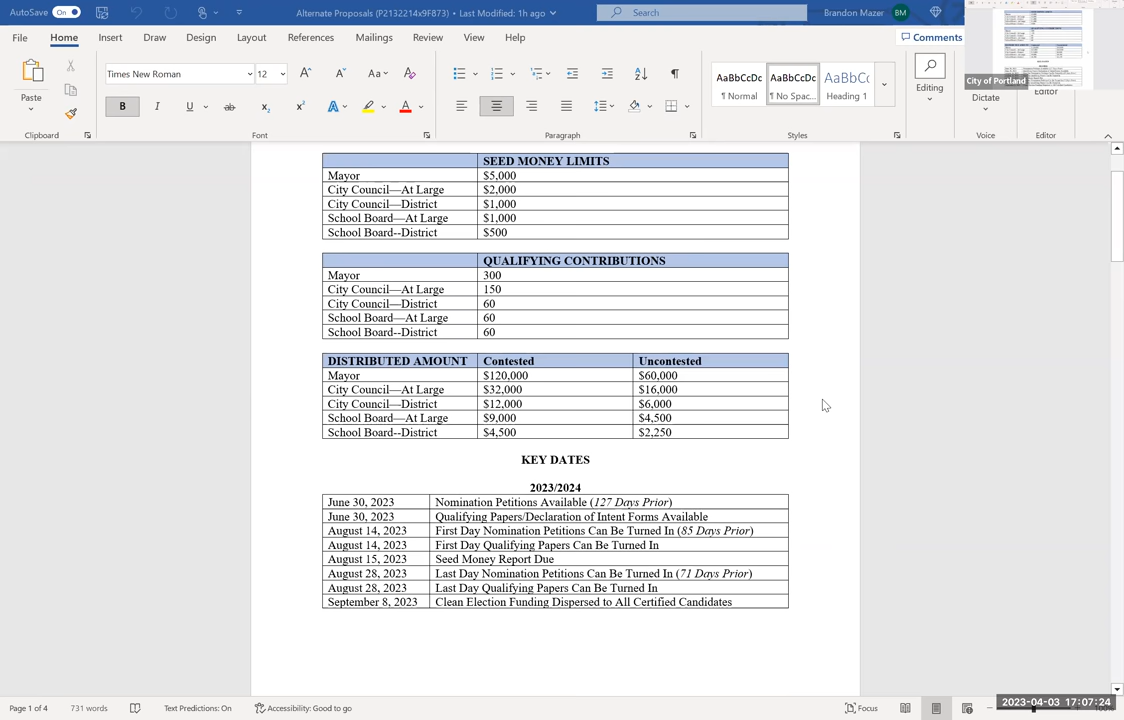 AutoSave On Alternate Proposals (P2132214x9F873) • Last Modified: 1h ago Search Brandon Mazer BM
File Home Insert Draw Design Layout References Mailings Review View Help Comments
City of Portland
Times New Roman 12 Aa
Paste B I U ab x₂ x² A A
AaBbCcDc AaBbCcDc AaBbCc
¶ Normal ¶ No Spac... Heading 1
Editing Dictate Editor
Clipboard Font Paragraph Styles Voice Editor
SEED MONEY LIMITS
Mayor $5,000
City Council—At Large $2,000
City Council—District $1,000
School Board—At Large $1,000
School Board--District $500
QUALIFYING CONTRIBUTIONS
Mayor 300
City Council—At Large 150
City Council—District 60
School Board—At Large 60
School Board--District 60
DISTRIBUTED AMOUNT Contested Uncontested
Mayor $120,000 $60,000
City Council—At Large $32,000 $16,000
City Council—District $12,000 $6,000
School Board—At Large $9,000 $4,500
School Board--District $4,500 $2,250
KEY DATES
2023/2024
June 30, 2023 Nomination Petitions Available (127 Days Prior)
June 30, 2023 Qualifying Papers/Declaration of Intent Forms Available
August 14, 2023 First Day Nomination Petitions Can Be Turned In (85 Days Prior)
August 14, 2023 First Day Qualifying Papers Can Be Turned In
August 15, 2023 Seed Money Report Due
August 28, 2023 Last Day Nomination Petitions Can Be Turned In (71 Days Prior)
August 28, 2023 Last Day Qualifying Papers Can Be Turned In
September 8, 2023 Clean Election Funding Dispersed to All Certified Candidates
2023-04-03 17:07:24
Page 1 of 4 731 words Text Predictions: On Accessibility: Good to go Focus